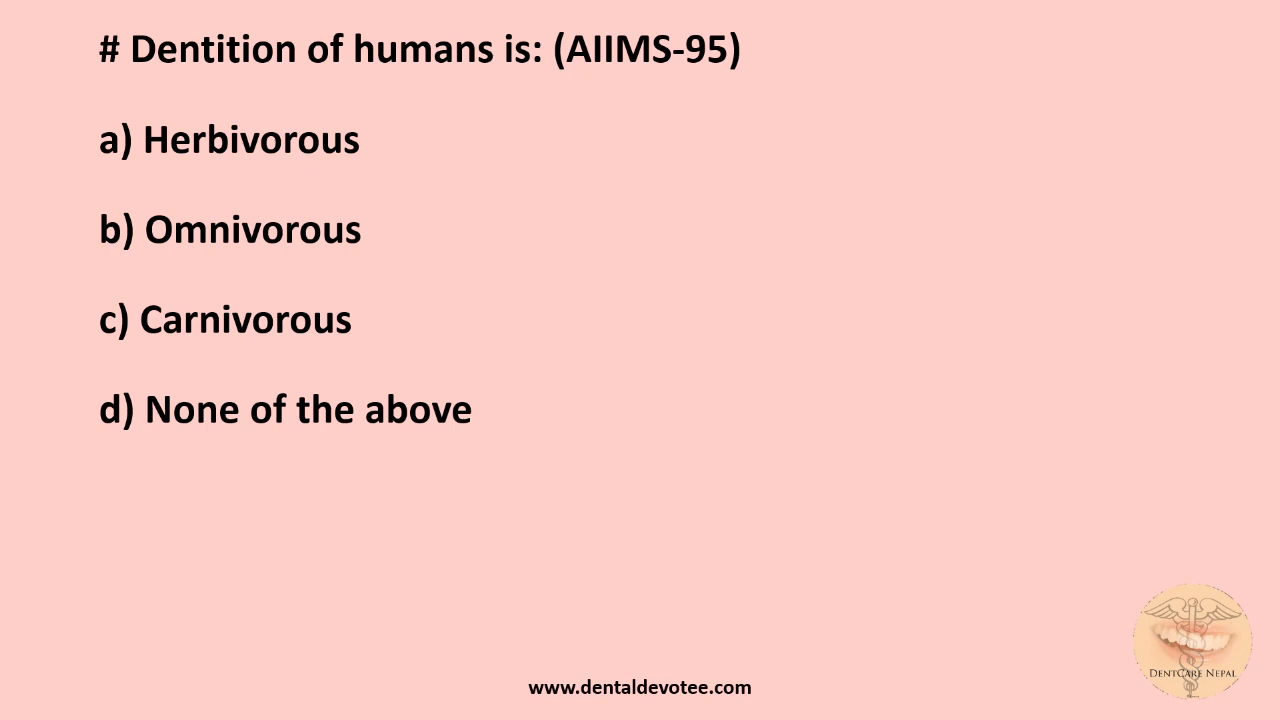 # Dentition of humans is: (AIIMS-95)
a) Herbivorous
b) Omnivorous
c) Carnivorous
d) None of the above
DENTCARE NEPAL
www.dentaldevotee.com